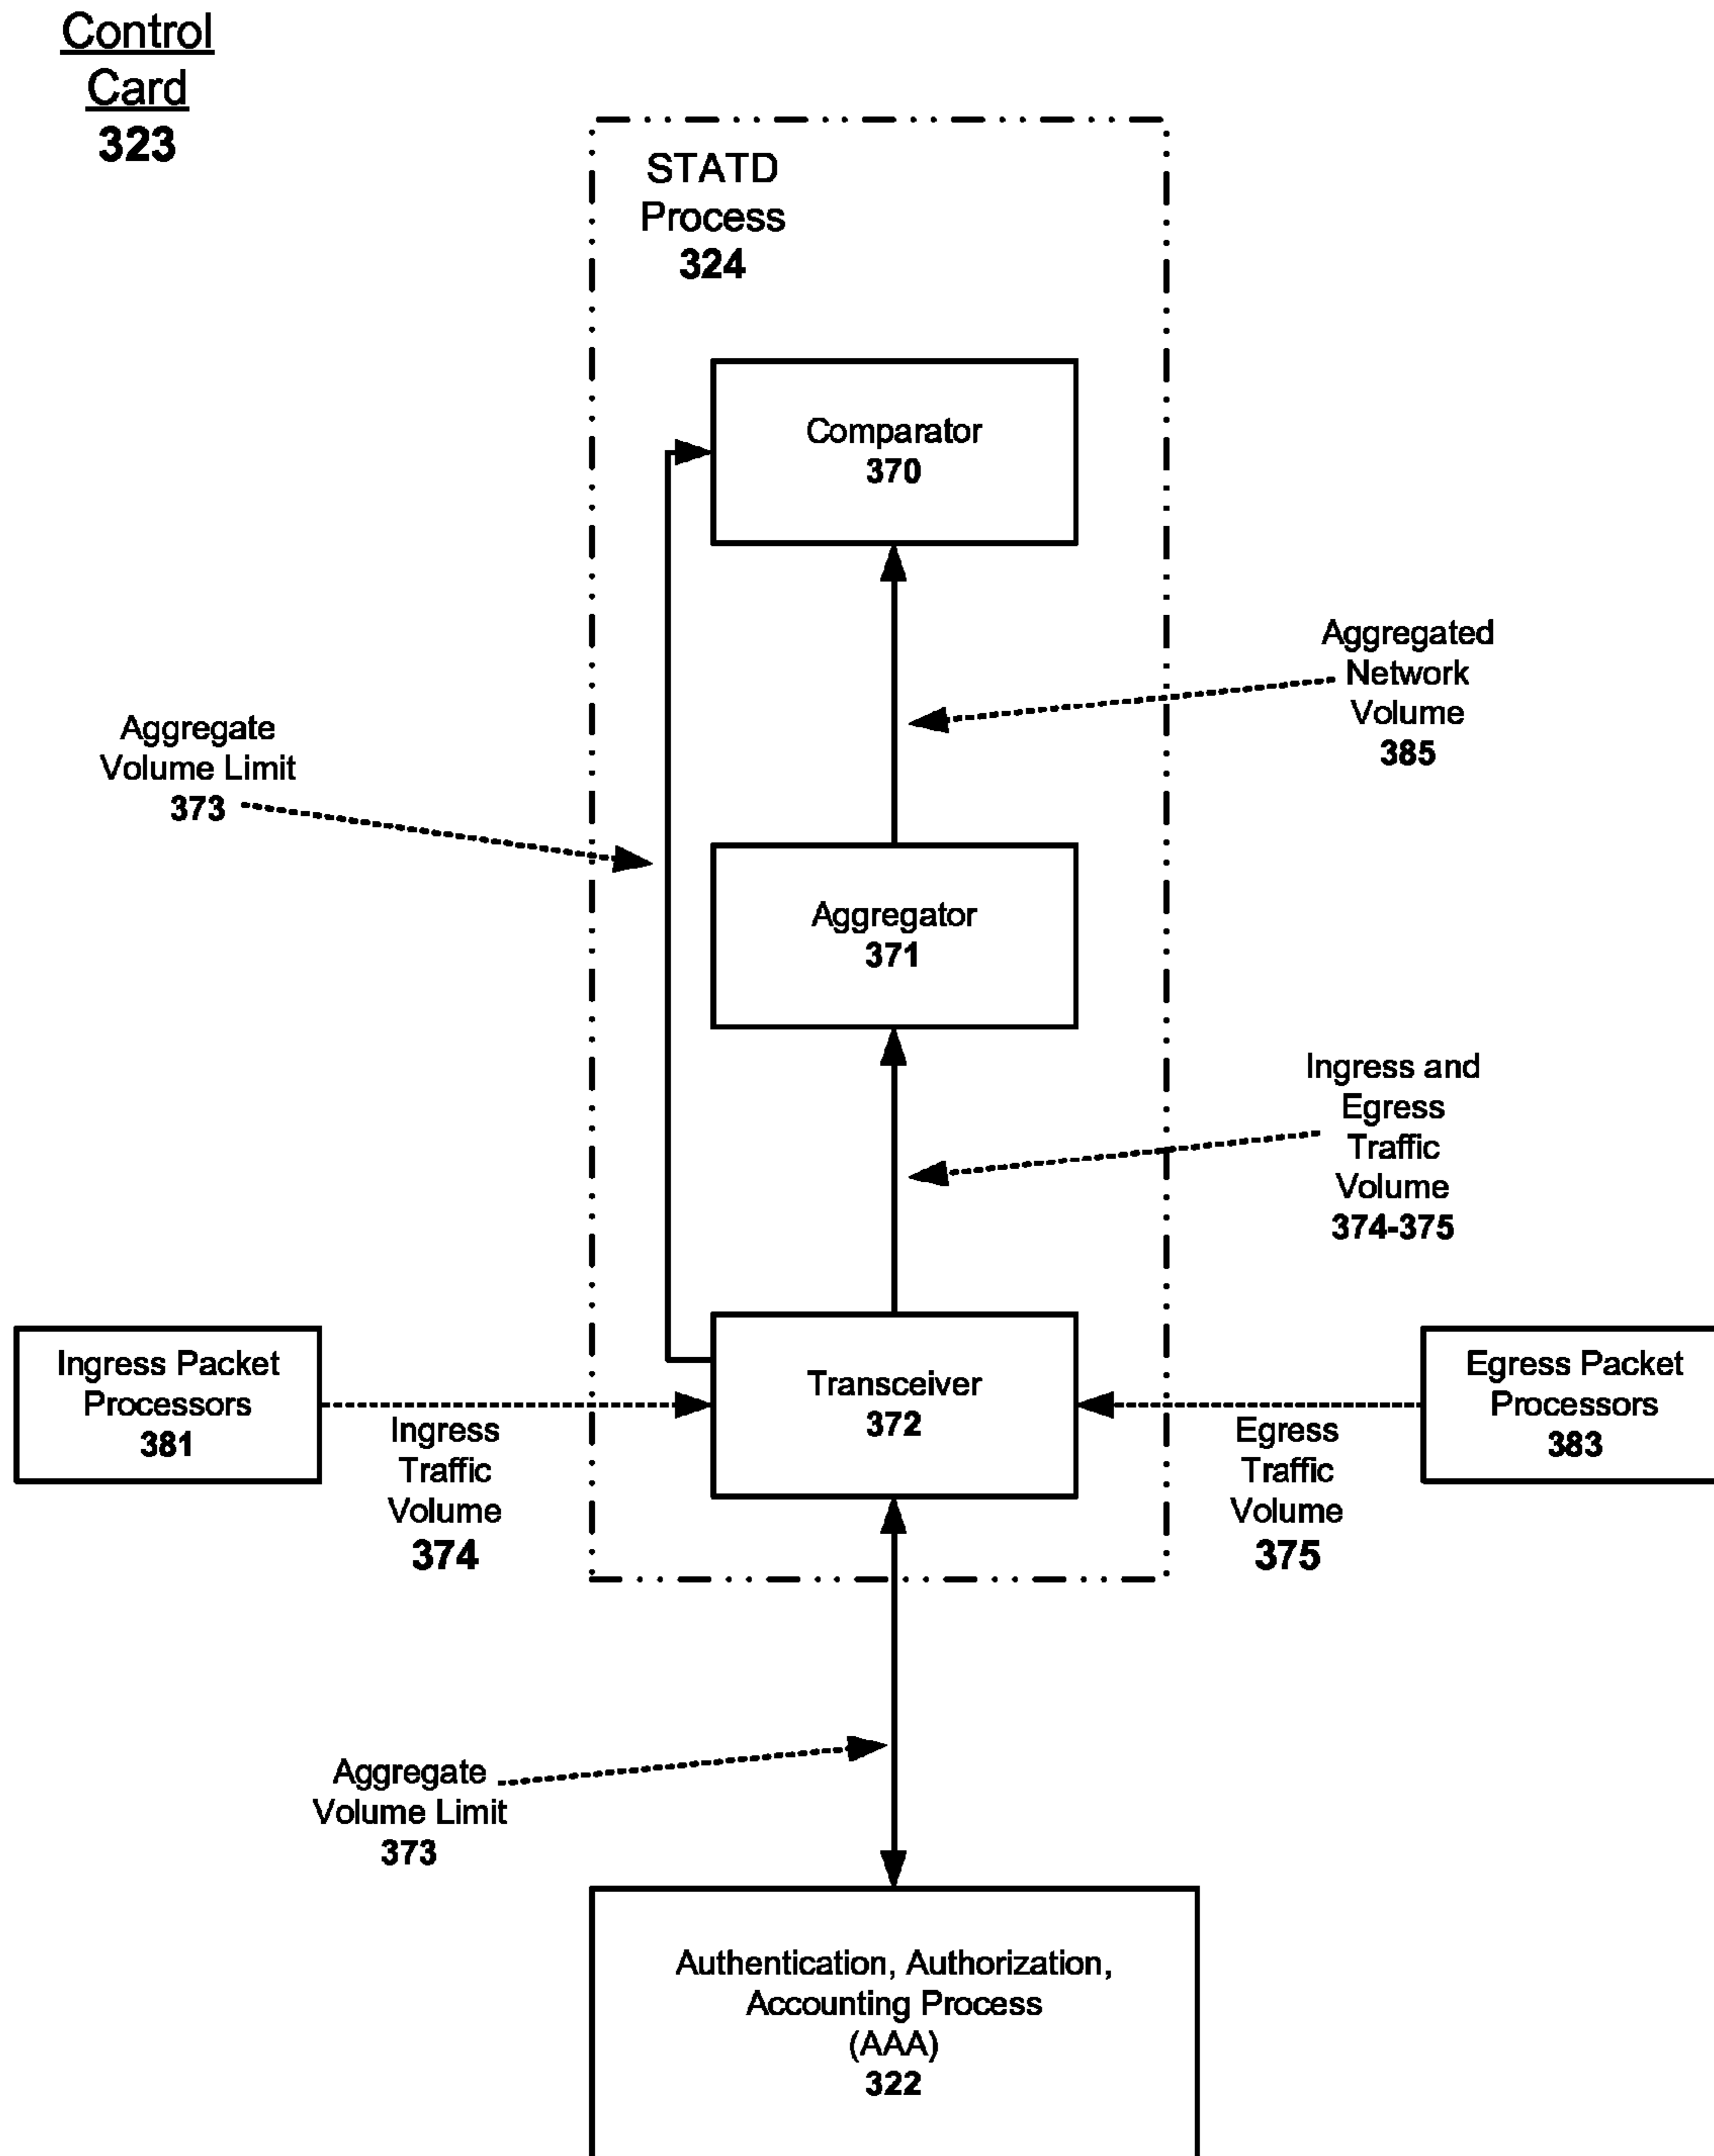 Control
Card
323
STATD
Process
324
Comparator
370
Aggregated
Network
Volume
385
Aggregate
Volume Limit
373
Aggregator
371
Ingress and
Egress
Traffic
Volume
374-375
Ingress Packet
Processors
381
Ingress
Traffic
Volume
374
Transceiver
372
Egress
Traffic
Volume
375
Egress Packet
Processors
383
Aggregate
Volume Limit
373
Authentication, Authorization,
Accounting Process
(AAA)
322